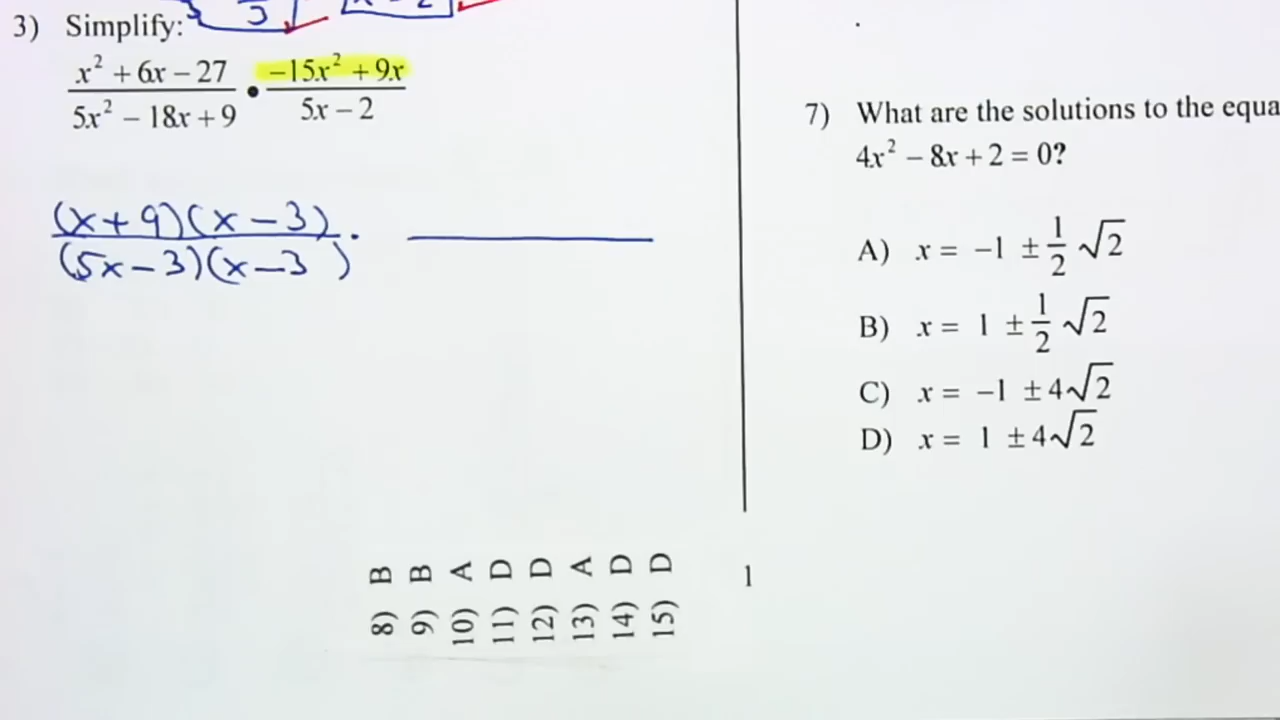 3) Simplify:
x² + 6x − 27 / 5x² − 18x + 9 • −15x² + 9x / 5x − 2
(x + 9)(x − 3) / (5x − 3)(x − 3) ·
8) B
9) B
10) A
11) D
12) D
13) A
14) D
15) D
1
7) What are the solutions to the equa
4x² − 8x + 2 = 0?
A) x = −1 ± 1/2 √2
B) x = 1 ± 1/2 √2
C) x = −1 ± 4√2
D) x = 1 ± 4√2